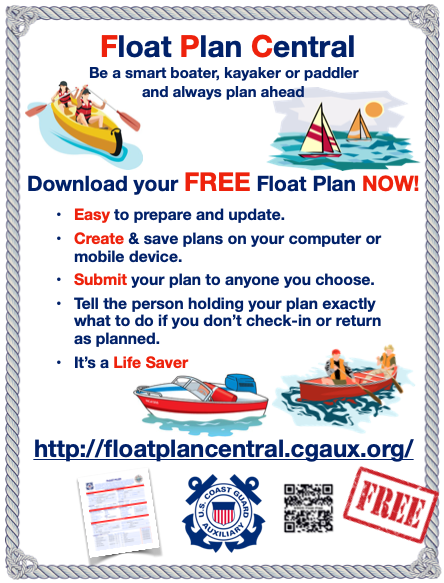 Float Plan Central
Be a smart boater, kayaker or paddler
and always plan ahead
Download your FREE Float Plan NOW!
• Easy to prepare and update.
• Create & save plans on your computer or
mobile device.
• Submit your plan to anyone you choose.
• Tell the person holding your plan exactly
what to do if you don't check-in or return
as planned.
• It's a Life Saver
http://floatplancentral.cgaux.org/
U.S. COAST GUARD
AUXILIARY
FREE